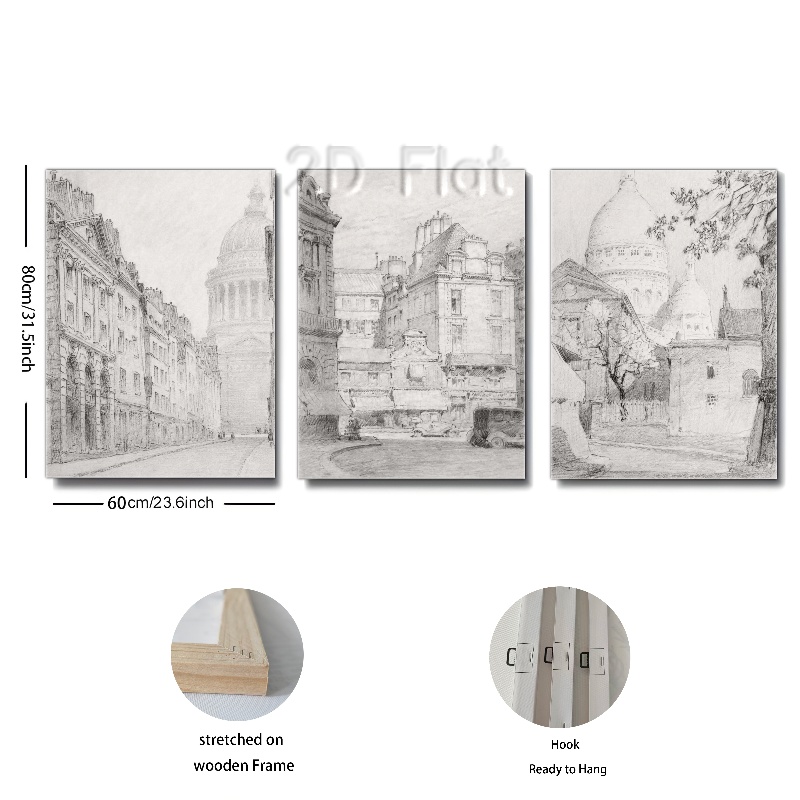 2D Flat
80cm/31.5inch
60cm/23.6inch
stretched on
wooden Frame
Hook
Ready to Hang